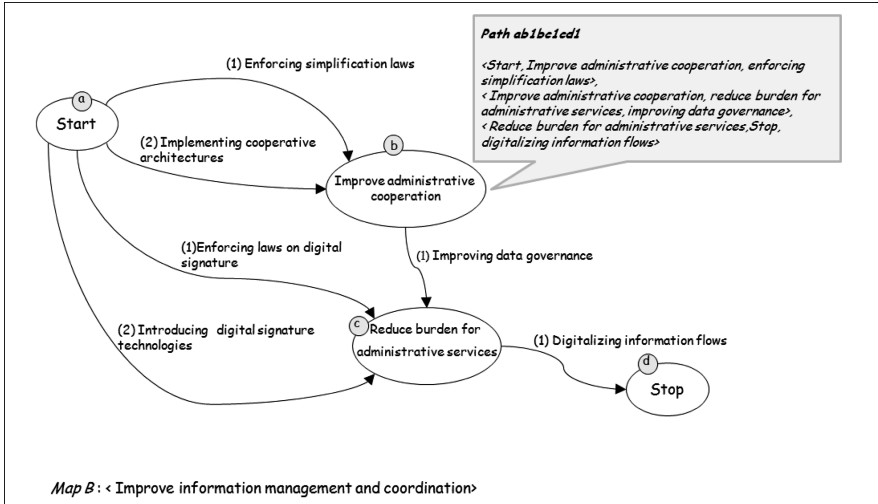 Path ab1bc1cd1
<Start, Improve administrative cooperation, enforcing
simplification laws>,
< Improve administrative cooperation, reduce burden for
administrative services, improving data governance>,
< Reduce burden for administrative services,Stop,
digitalizing information flows>
(1) Enforcing simplification laws
a
Start
(2) Implementing cooperative
architectures
b
Improve administrative
cooperation
(1)Enforcing laws on digital
signature
(1) Improving data governance
(2) Introducing digital signature
technologies
c
Reduce burden for
administrative services
(1) Digitalizing information flows
d
Stop
Map B : < Improve information management and coordination>